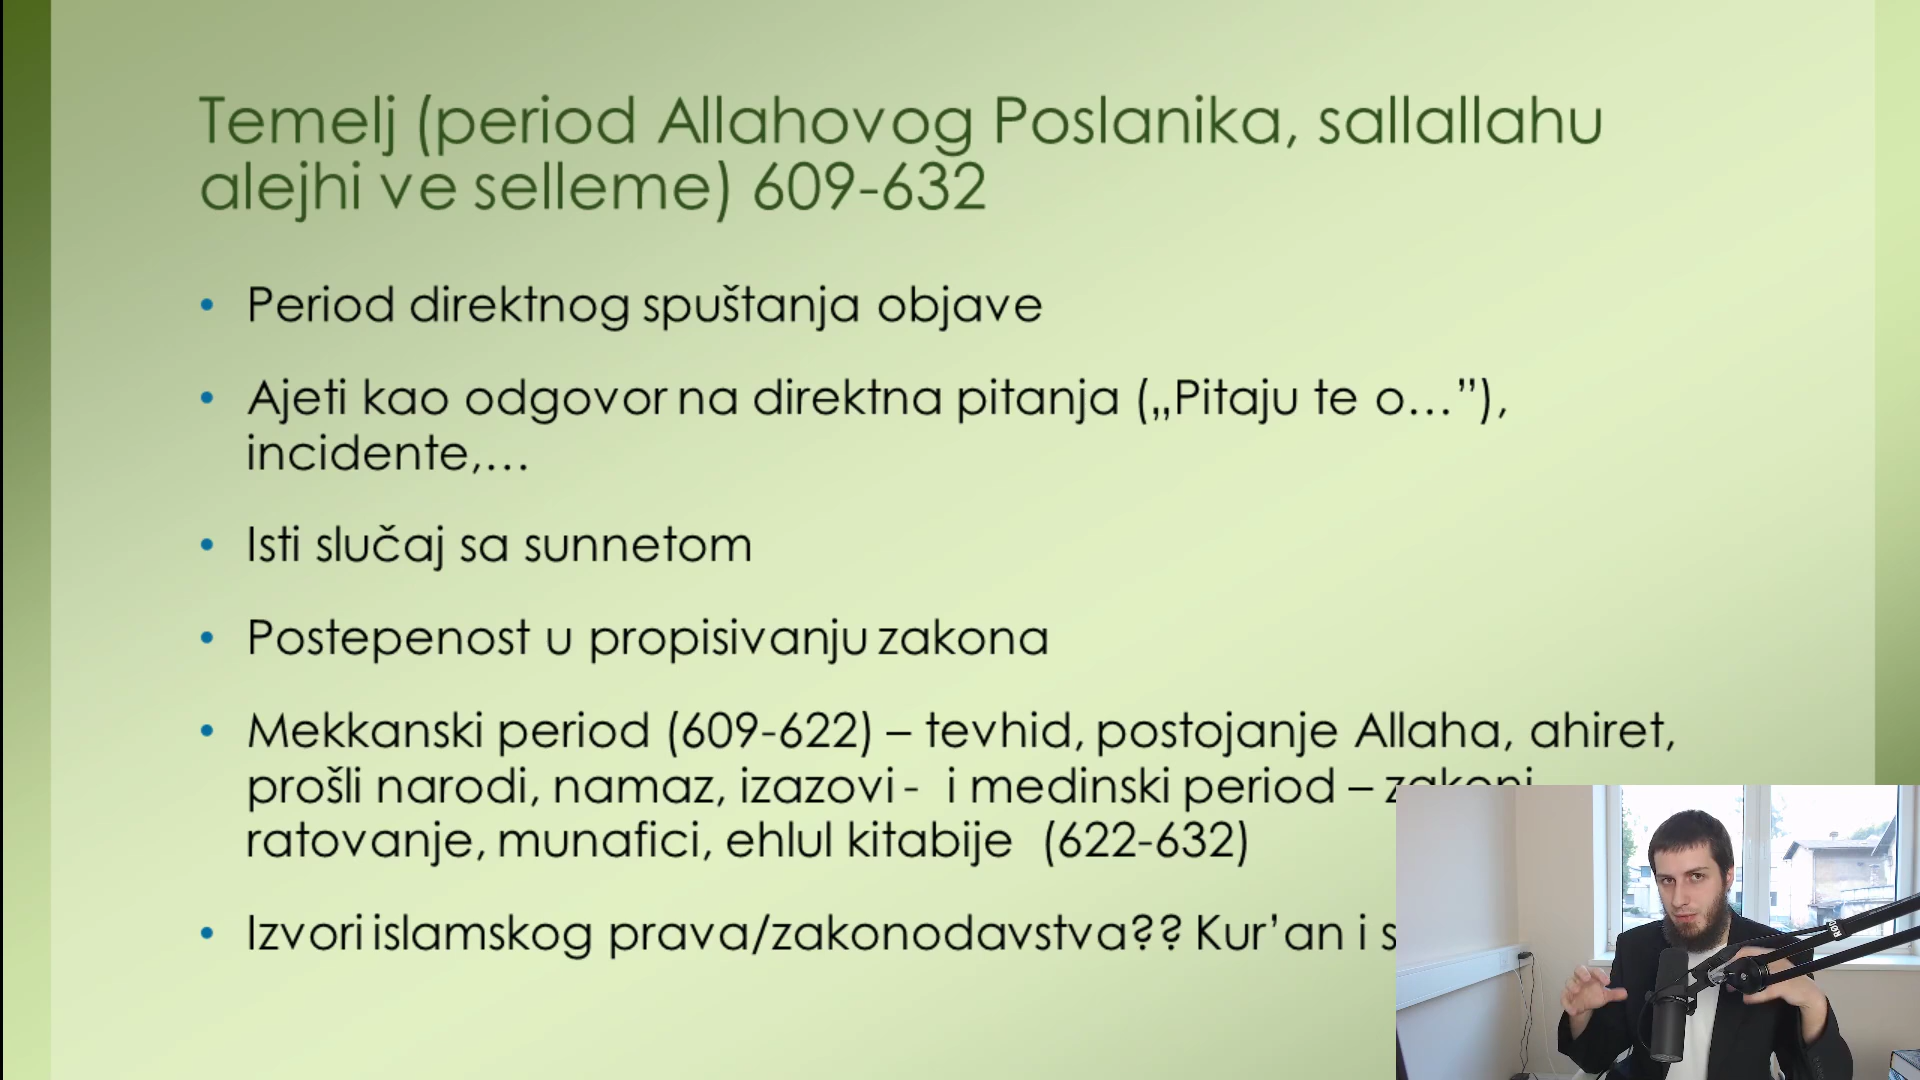 Temelj (period Allahovog Poslanika, sallallahu
alejhi ve selleme) 609-632
• Period direktnog spuštanja objave
• Ajeti kao odgovor na direktna pitanja („Pitaju te o…”),
incidente,…
• Isti slučaj sa sunnetom
• Postepenost u propisivanju zakona
• Mekkanski period (609-622) – tevhid, postojanje Allaha, ahiret,
prošli narodi, namaz, izazovi - i medinski period – zakoni
ratovanje, munafici, ehlul kitabije (622-632)
• Izvori islamskog prava/zakonodavstva?? Kur’an i s